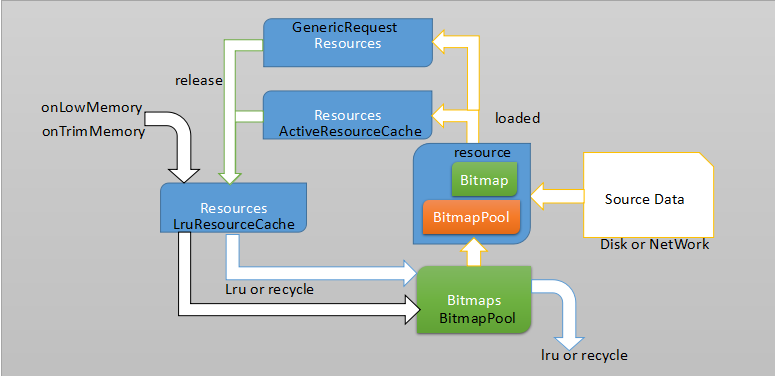 GenericRequest
Resources
release
onLowMemory
onTrimMemory
Resources
ActiveResourceCache
loaded
resource
Bitmap
BitmapPool
Source Data
Disk or NetWork
Resources
LruResourceCache
Lru or recycle
Bitmaps
BitmapPool
lru or recycle